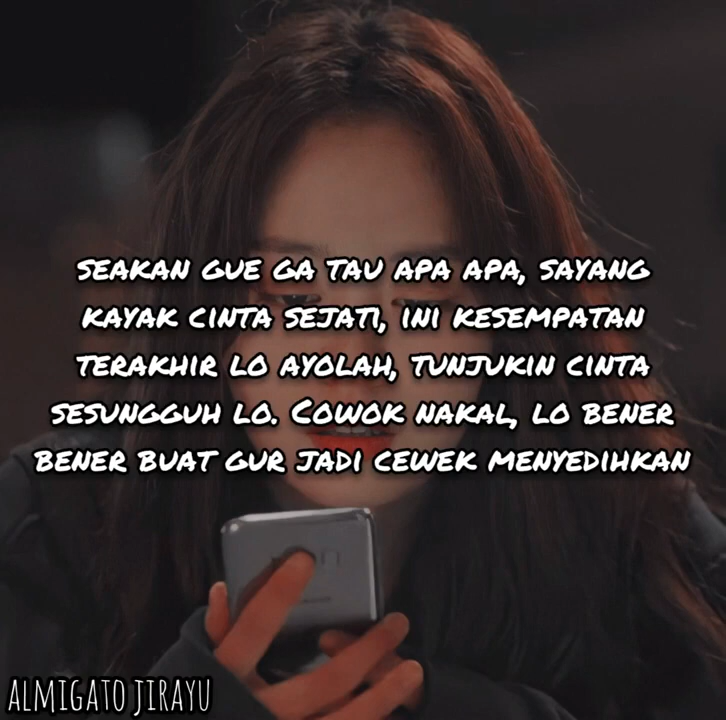 SEAKAN GUE GA TAU APA APA, SAYANG
KAYAK CINTA SEJATI, INI KESEMPATAN
TERAKHIR LO AYOLAH, TUNJUKIN CINTA
SESUNGGUH LO. COWOK NAKAL, LO BENER
BENER BUAT GUR JADI CEWEK MENYEDIHKAN
ALMIGATO JIRAYU